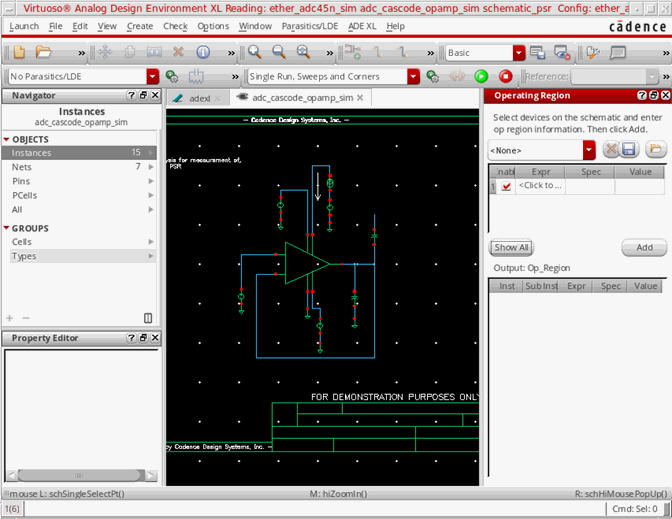 Virtuoso® Analog Design Environment XL Reading: ether_adc45n_sim adc_cascode_opamp_sim schematic_psr Config: ether_a
Launch File Edit View Create Check Options Window Parasitics/LDE ADE XL Help cādence
Basic
No Parasitics/LDE Single Run, Sweeps and Corners Reference:
Navigator
Instances
adc_cascode_opamp_sim
OBJECTS
Instances 15
Nets 7
Pins
PCells
All
GROUPS
Cells
Types
Property Editor
adexl adc_cascode_opamp_sim
— Cadence Design Systems, Inc. —
ysis for measurement of,
PSR
FOR DEMONSTRATION PURPOSES ONLY
by Cadence Design Systems, Inc. —
Operating Region
Select devices on the schematic and enter
op region information. Then click Add.
<None>
nabl Expr Spec Value
1 <Click to ...
Show All Add
Output: Op_Region
Inst Sub Inst Expr Spec Value
mouse L: schSingleSelectPt() M: hiZoomIn() R: schHiMousePopUp()
1(6) Cmd: Sel: 0